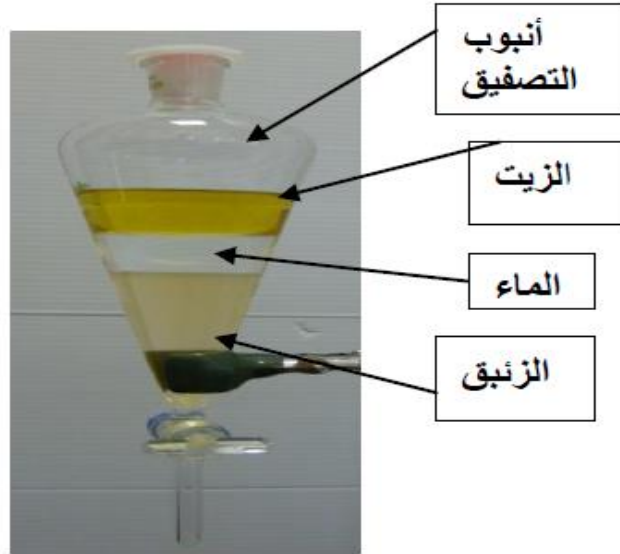 أنبوب
التصفيق
الزيت
الماء
الزئبق